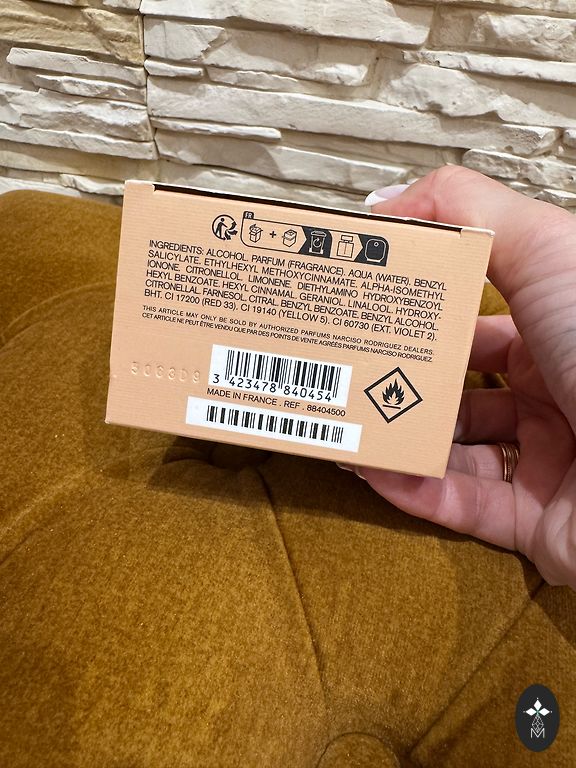 FR
+
INGREDIENTS: ALCOHOL. PARFUM (FRAGRANCE). AQUA (WATER). BENZYL
SALICYLATE. ETHYLHEXYL METHOXYCINNAMATE. ALPHA-ISOMETHYL
IONONE. CITRONELLOL. LIMONENE. DIETHYLAMINO HYDROXYBENZOYL
HEXYL BENZOATE. HEXYL CINNAMAL. GERANIOL. LINALOOL. HYDROXY-
CITRONELLAL. FARNESOL. CITRAL. BENZYL BENZOATE. BENZYL ALCOHOL.
BHT. CI 17200 (RED 33). CI 19140 (YELLOW 5). CI 60730 (EXT. VIOLET 2).
THIS ARTICLE MAY ONLY BE SOLD BY AUTHORIZED PARFUMS NARCISO RODRIGUEZ DEALERS.
CET ARTICLE NE PEUT ÊTRE VENDU QUE PAR DES POINTS DE VENTE AGRÉÉS PARFUMS NARCISO RODRIGUEZ.
3 423478 840454
MADE IN FRANCE . REF . 88404500